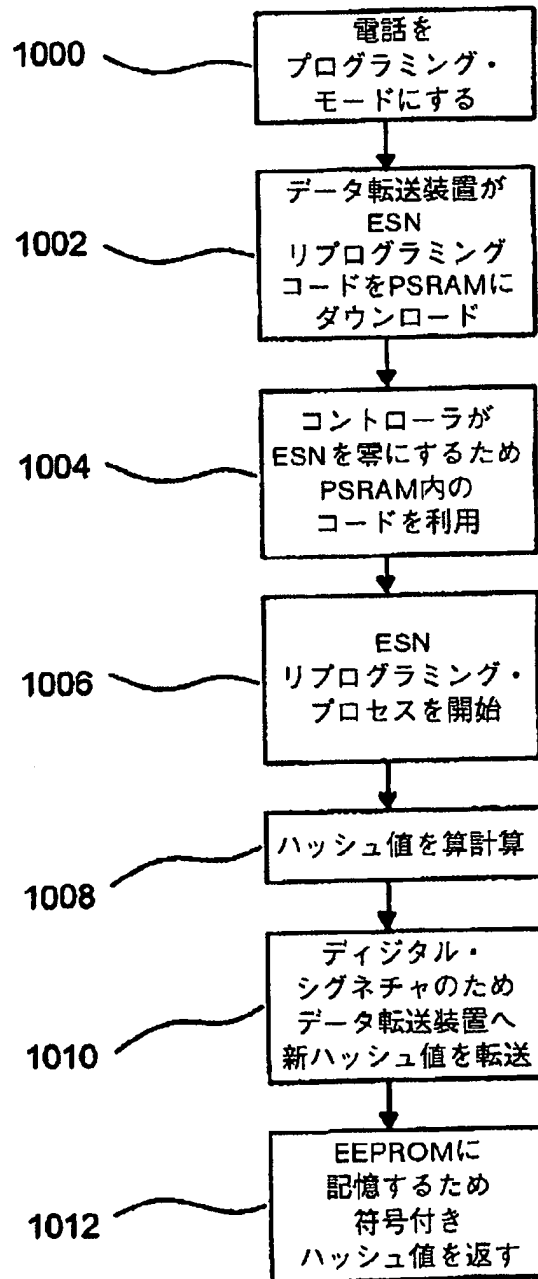 1000
電話を
プログラミング・
モードにする
1002
データ転送装置が
ESN
リプログラミング
コードをPSRAMに
ダウンロード
1004
コントローラが
ESNを零にするため
PSRAM内の
コードを利用
1006
ESN
リプログラミング・
プロセスを開始
1008
ハッシュ値を算計算
1010
ディジタル・
シグネチャのため
データ転送装置へ
新ハッシュ値を転送
1012
EEPROMに
記憶するため
符号付き
ハッシュ値を返す